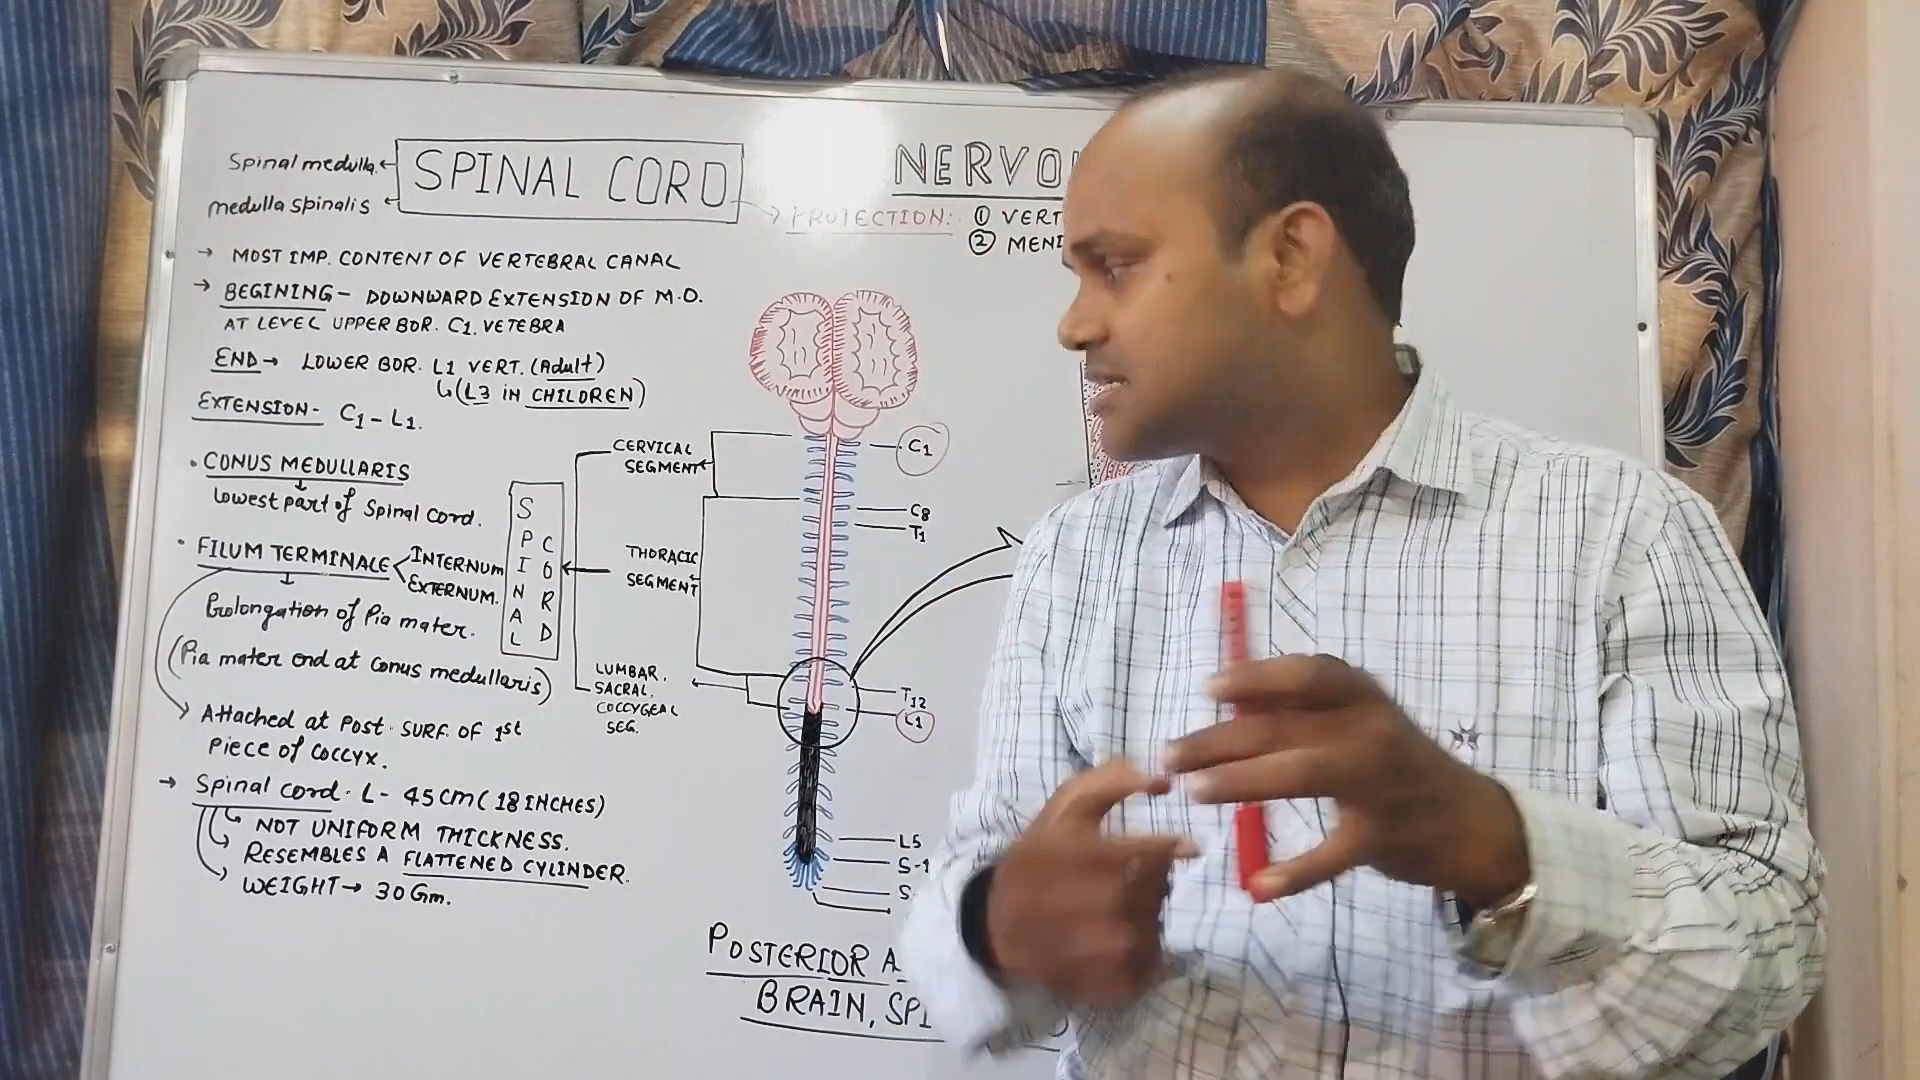 Spinal medulla
medulla spinalis
SPINAL CORD
→ MOST IMP. CONTENT OF VERTEBRAL CANAL
→ BEGINING - DOWNWARD EXTENSION OF M.O.
AT LEVEL UPPER BOR. C1. VETEBRA
END → LOWER BOR. L1 VERT. (Adult)
(L3 IN CHILDREN)
EXTENSION - C1 - L1.
• CONUS MEDULLARIS
Lowest part of Spinal cord.
• FILUM TERMINALE
INTERNUM
EXTERNUM.
Prolongation of Pia mater.
(Pia mater end at conus medullaris)
Attached at Post. SURF. OF 1st
Piece of coccyx.
→ Spinal cord. L - 45 cm (18 INCHES)
NOT UNIFORM THICKNESS.
RESEMBLES A FLATTENED CYLINDER.
WEIGHT → 30 Gm.
SPINAL
CORD
CERVICAL
SEGMENT
THORACIC
SEGMENT
LUMBAR.
SACRAL.
COCCYGEAL
SEG.
NERVO
PROTECTION: ① VERT
② MENI
C1
C8
T1
T12
L1
L5
S-1
S-
POSTERIOR A
BRAIN, SPI